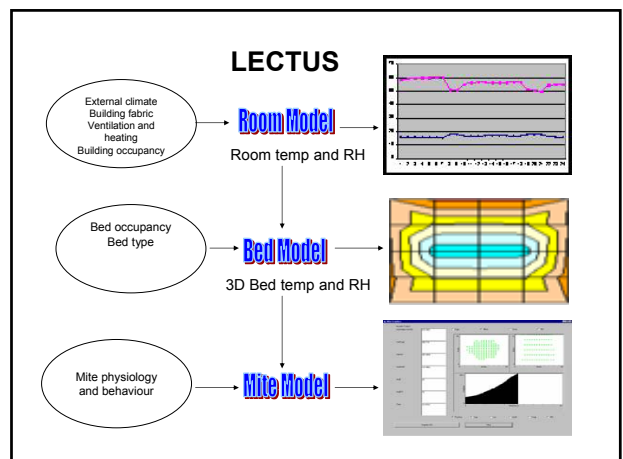 LECTUS
External climate
Building fabric
Ventilation and
heating
Building occupancy
Room Model
Room temp and RH
Bed occupancy
Bed type
Bed Model
3D Bed temp and RH
Mite physiology
and behaviour
Mite Model